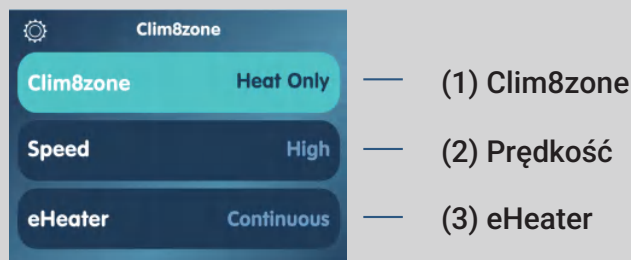 Clim8zone
Clim8zone Heat Only (1) Clim8zone
Speed High (2) Prędkość
eHeater Continuous (3) eHeater